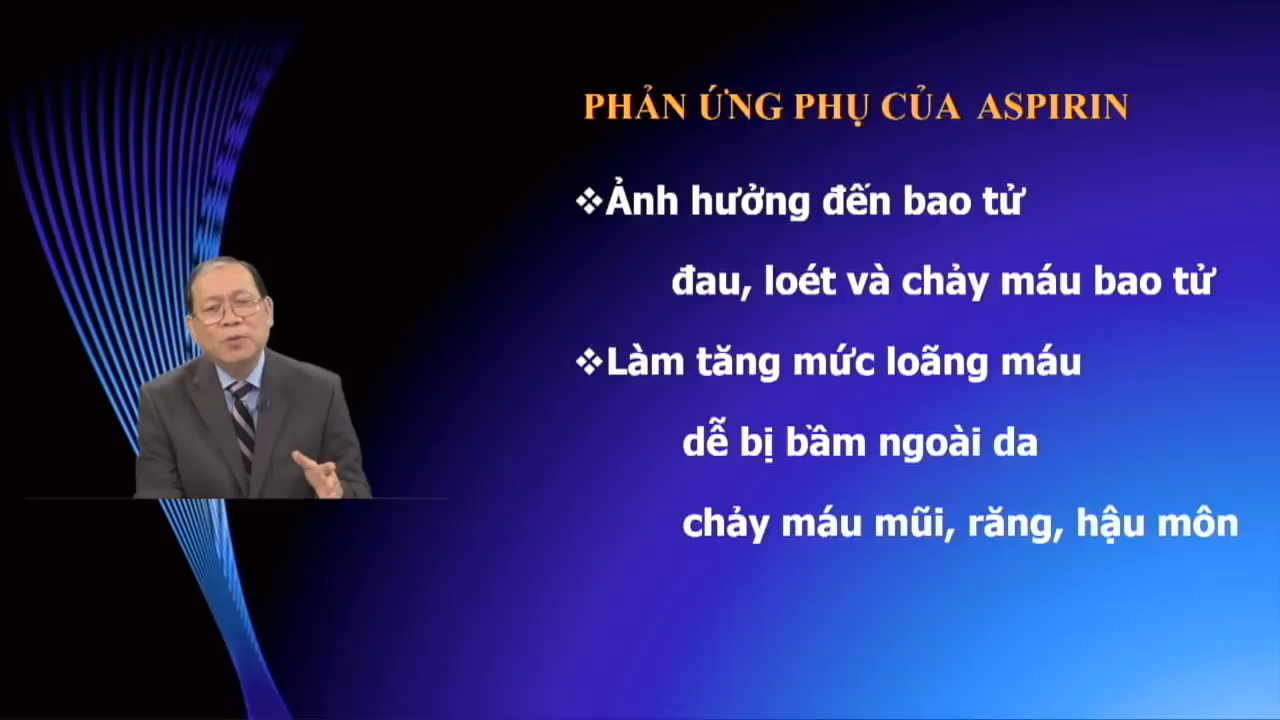 PHẢN ỨNG PHỤ CỦA ASPIRIN
❖Ảnh hưởng đến bao tử
đau, loét và chảy máu bao tử
❖Làm tăng mức loãng máu
dễ bị bầm ngoài da
chảy máu mũi, răng, hậu môn